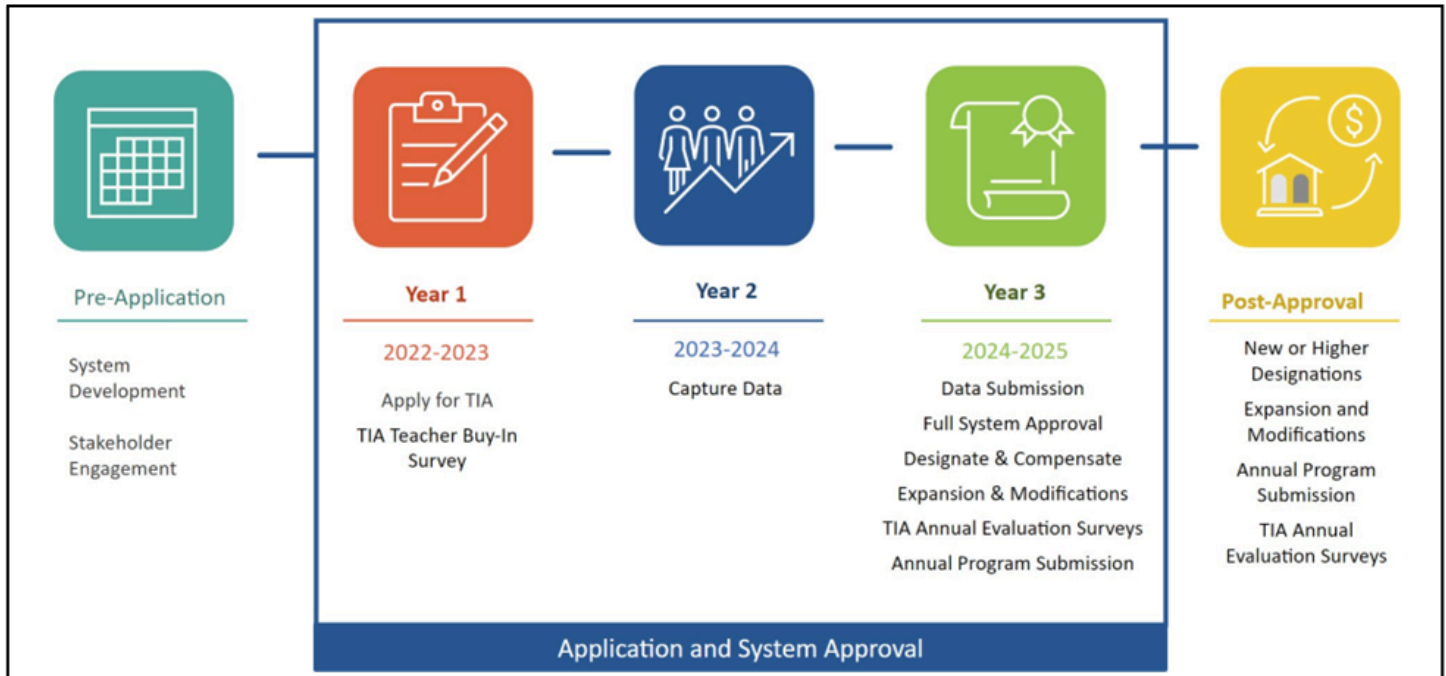 Pre-Application
System
Development
Stakeholder
Engagement
Year 1
2022-2023
Apply for TIA
TIA Teacher Buy-In
Survey
Year 2
2023-2024
Capture Data
Year 3
2024-2025
Data Submission
Full System Approval
Designate & Compensate
Expansion & Modifications
TIA Annual Evaluation Surveys
Annual Program Submission
$
Post-Approval
New or Higher
Designations
Expansion and
Modifications
Annual Program
Submission
TIA Annual
Evaluation Surveys
Application and System Approval